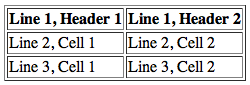 Line 1, Header 1 Line 1, Header 2
Line 2, Cell 1 Line 2, Cell 2
Line 3, Cell 1 Line 3, Cell 2